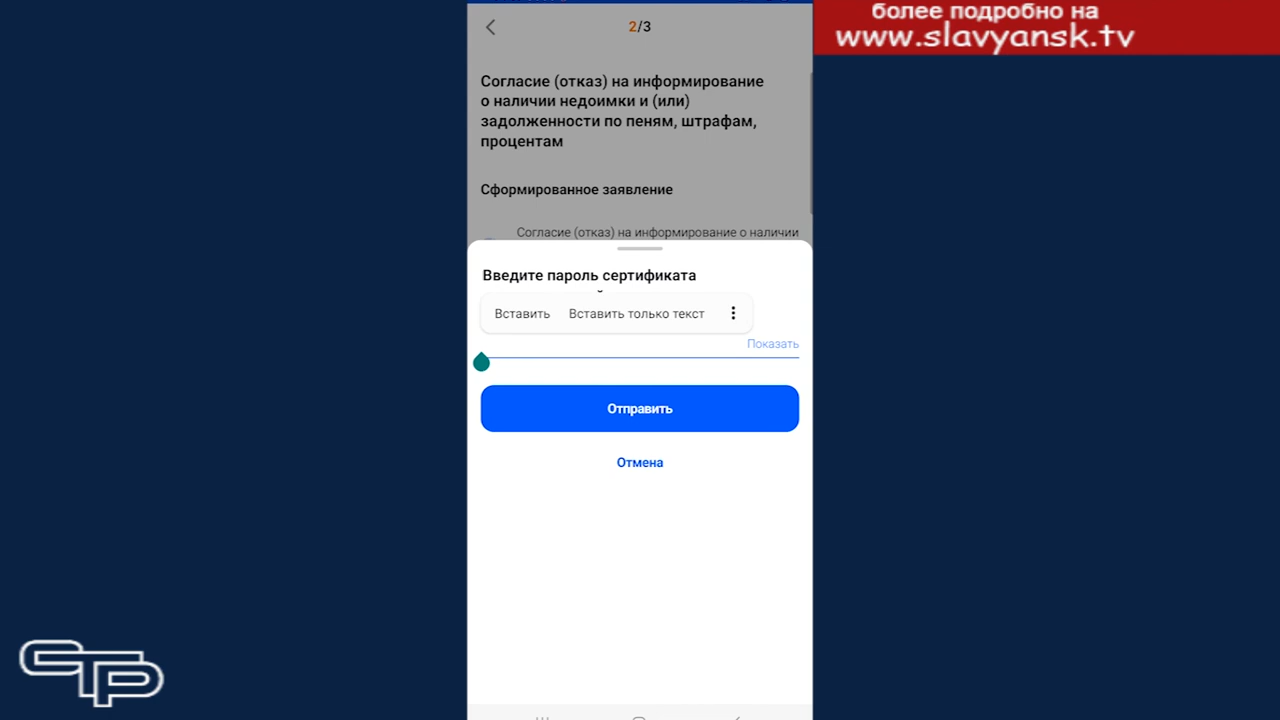 более подробно на
www.slavyansk.tv
2/3
Согласие (отказ) на информирование
о наличии недоимки и (или)
задолженности по пеням, штрафам,
процентам
Сформированное заявление
Согласие (отказ) на информирование о наличии
Введите пароль сертификата
Вставить Вставить только текст
Показать
Отправить
Отмена
СТР